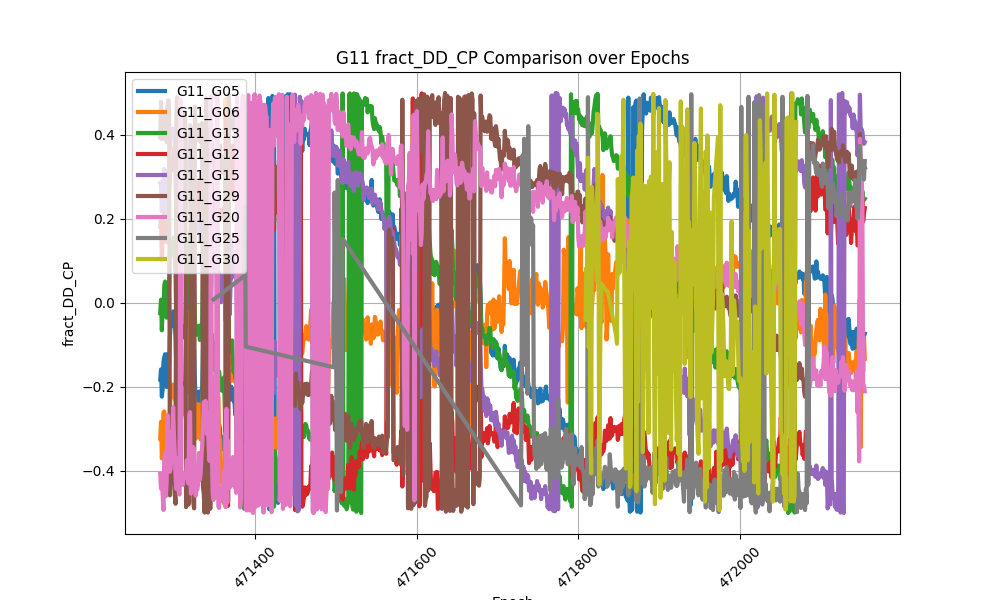 G11 fract_DD_CP Comparison over Epochs
G11_G05
G11_G06
G11_G13
G11_G12
G11_G15
G11_G29
G11_G20
G11_G25
G11_G30
fract_DD_CP
0.4
0.2
0.0
−0.2
−0.4
471400
471600
471800
472000
Epoch